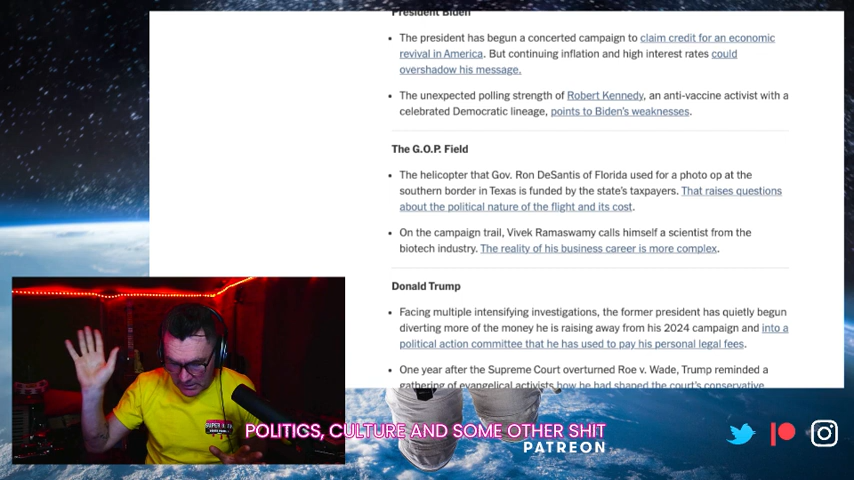 President Biden
• The president has begun a concerted campaign to claim credit for an economic
revival in America. But continuing inflation and high interest rates could
overshadow his message.
• The unexpected polling strength of Robert Kennedy, an anti-vaccine activist with a
celebrated Democratic lineage, points to Biden's weaknesses.
The G.O.P. Field
• The helicopter that Gov. Ron DeSantis of Florida used for a photo op at the
southern border in Texas is funded by the state's taxpayers. That raises questions
about the political nature of the flight and its cost.
• On the campaign trail, Vivek Ramaswamy calls himself a scientist from the
biotech industry. The reality of his business career is more complex.
Donald Trump
• Facing multiple intensifying investigations, the former president has quietly begun
diverting more of the money he is raising away from his 2024 campaign and into a
political action committee that he has used to pay his personal legal fees.
• One year after the Supreme Court overturned Roe v. Wade, Trump reminded a
gathering of evangelical activists how he had shaped the court's conservative
POLITICS, CULTURE AND SOME OTHER SHIT
PATREON